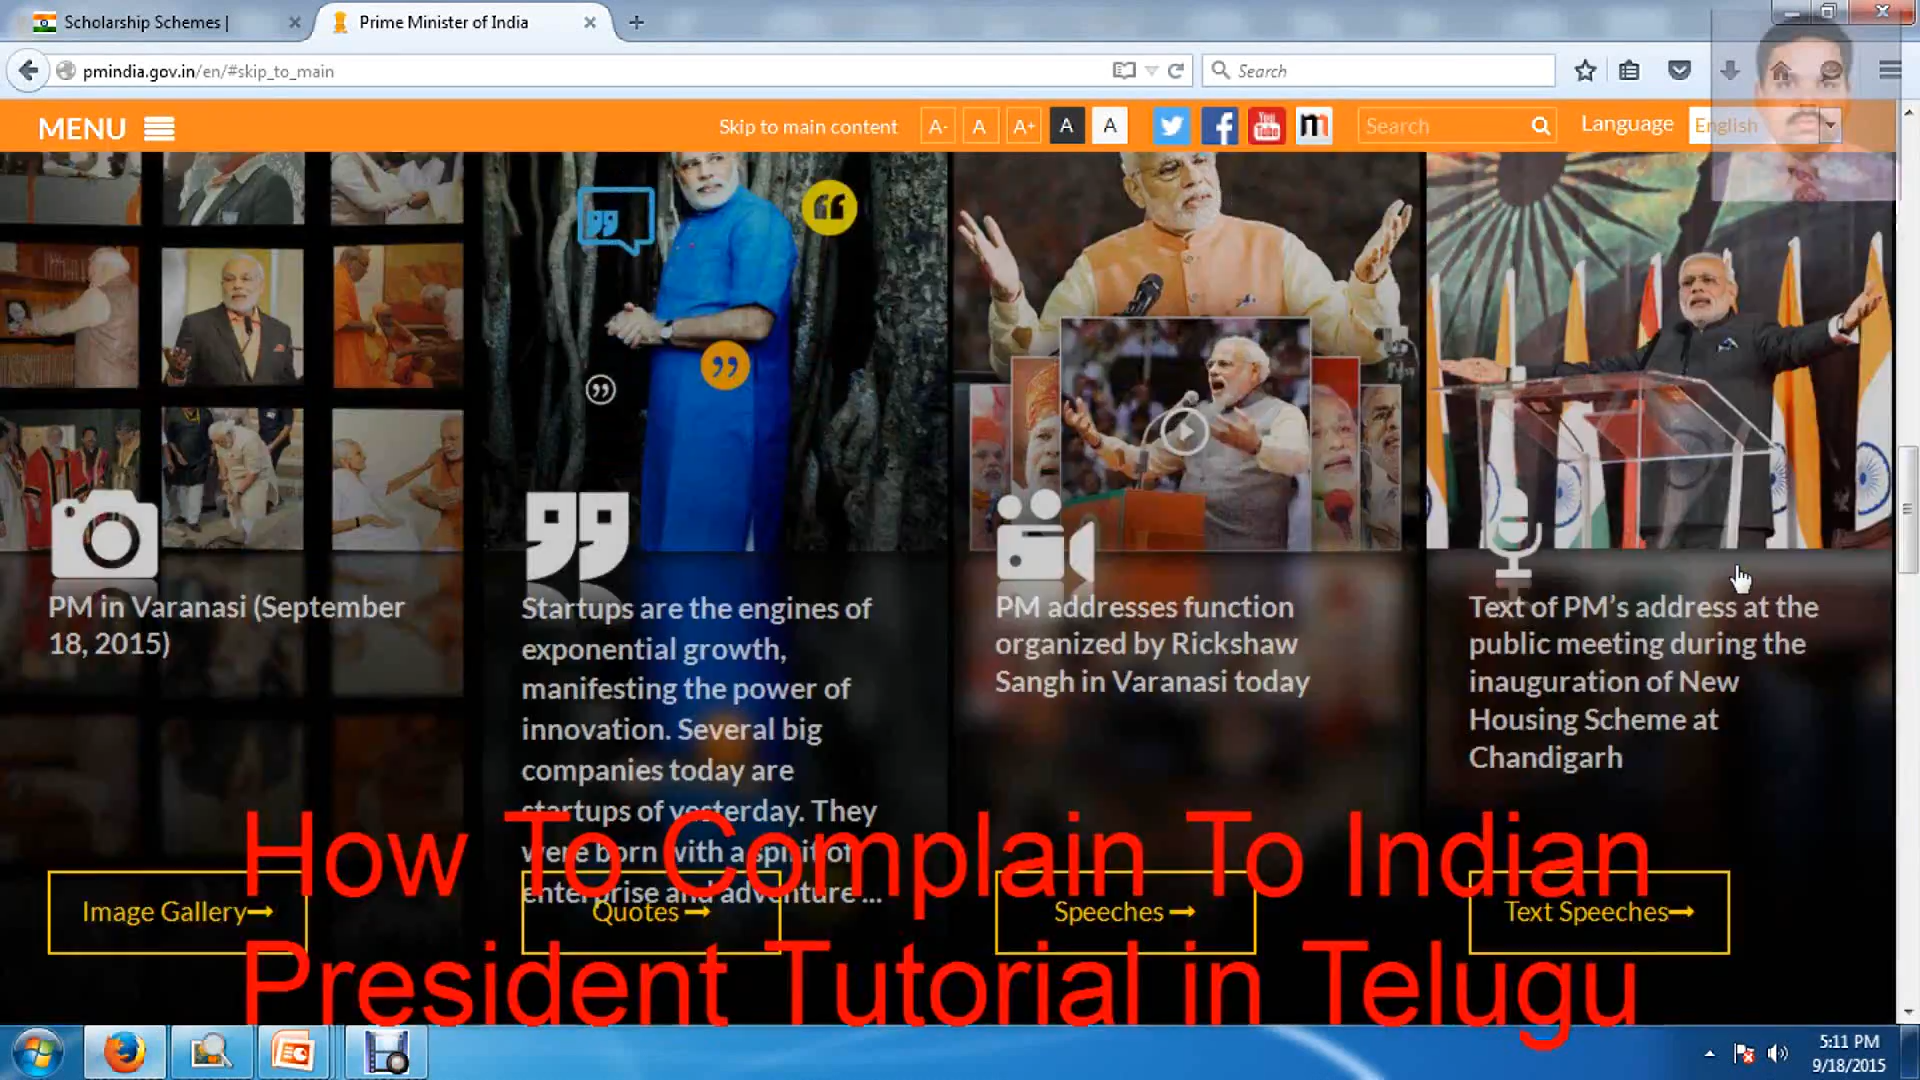 Scholarship Schemes |
Prime Minister of India
pmindia.gov.in/en/#skip_to_main
Search
MENU
Skip to main content
A-
A
A+
A
A
You Tube
m
Search
Language
English
PM in Varanasi (September
18, 2015)
Image Gallery→
Startups are the engines of
exponential growth,
manifesting the power of
innovation. Several big
companies today are
startups of yesterday. They
were born with a spirit of
enterprise and adventure ...
Quotes →
PM addresses function
organized by Rickshaw
Sangh in Varanasi today
Speeches →
Text of PM's address at the
public meeting during the
inauguration of New
Housing Scheme at
Chandigarh
Text Speeches→
How To Complain To Indian
President Tutorial in Telugu
5:11 PM
9/18/2015